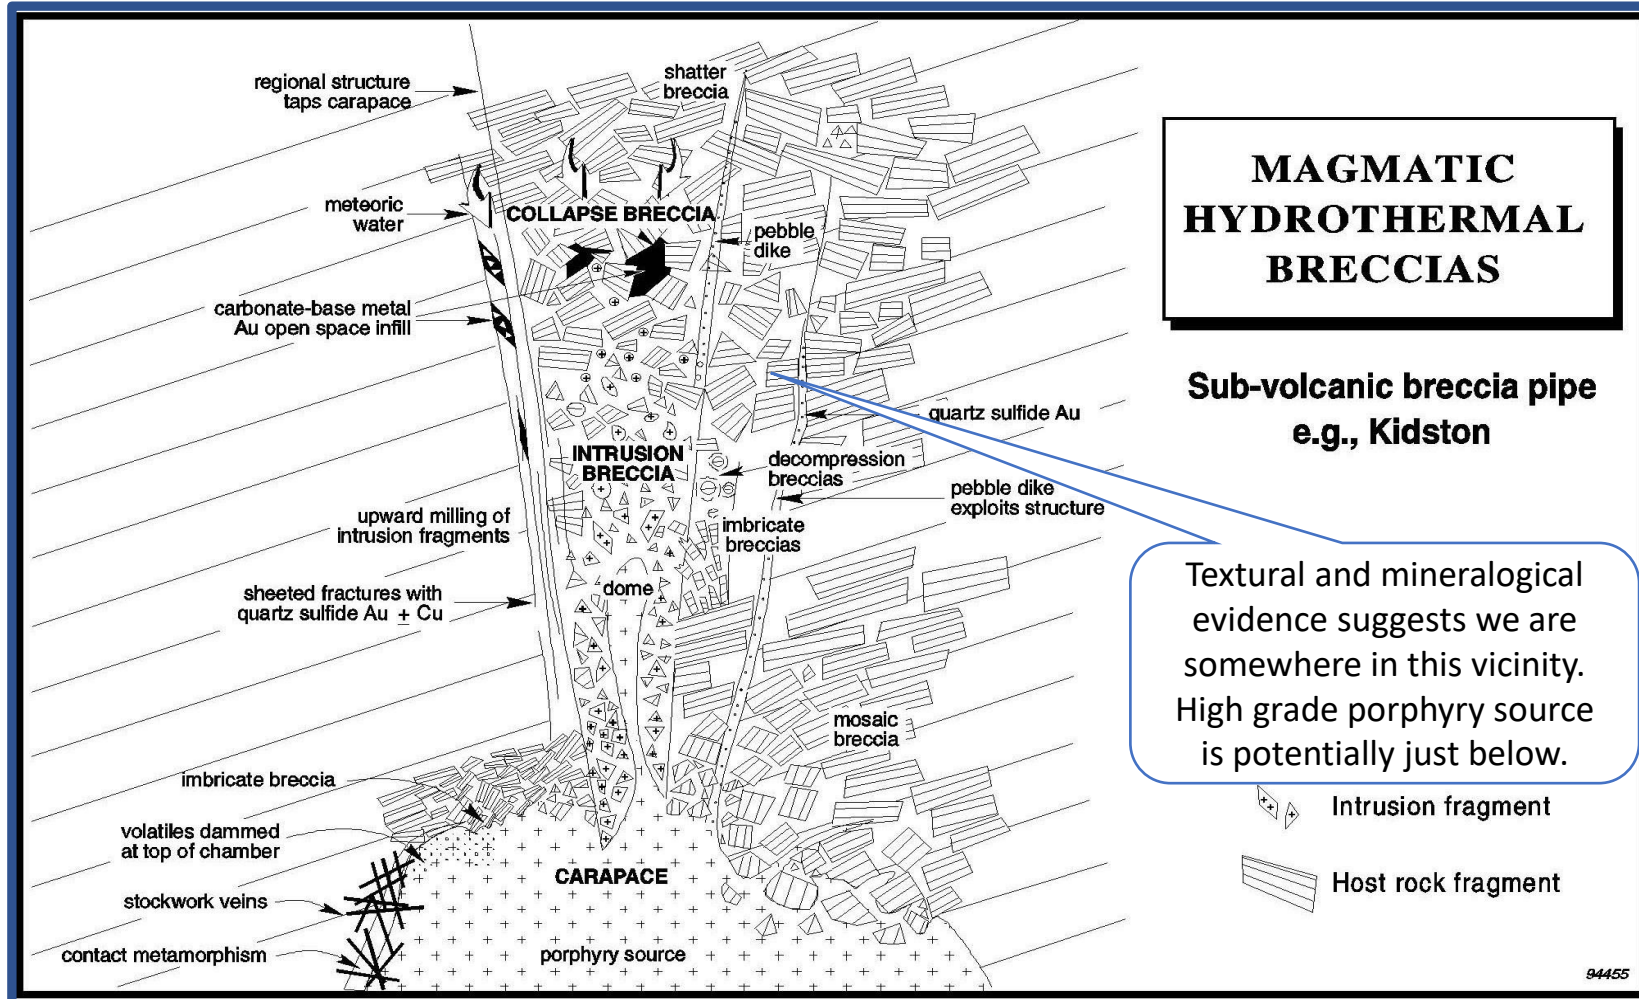 regional structure
taps carapace
shatter
breccia
meteoric
water
COLLAPSE BRECCIA
pebble
dike
carbonate-base metal
Au open space infill
quartz sulfide Au
INTRUSION
BRECCIA
decompression
breccias
pebble dike
exploits structure
upward milling of
intrusion fragments
imbricate
breccias
sheeted fractures with
quartz sulfide Au ± Cu
dome
mosaic
breccia
imbricate breccia
volatiles dammed
at top of chamber
CARAPACE
stockwork veins
contact metamorphism
porphyry source
MAGMATIC
HYDROTHERMAL
BRECCIAS
Sub-volcanic breccia pipe
e.g., Kidston
Textural and mineralogical
evidence suggests we are
somewhere in this vicinity.
High grade porphyry source
is potentially just below.
Intrusion fragment
Host rock fragment
94455